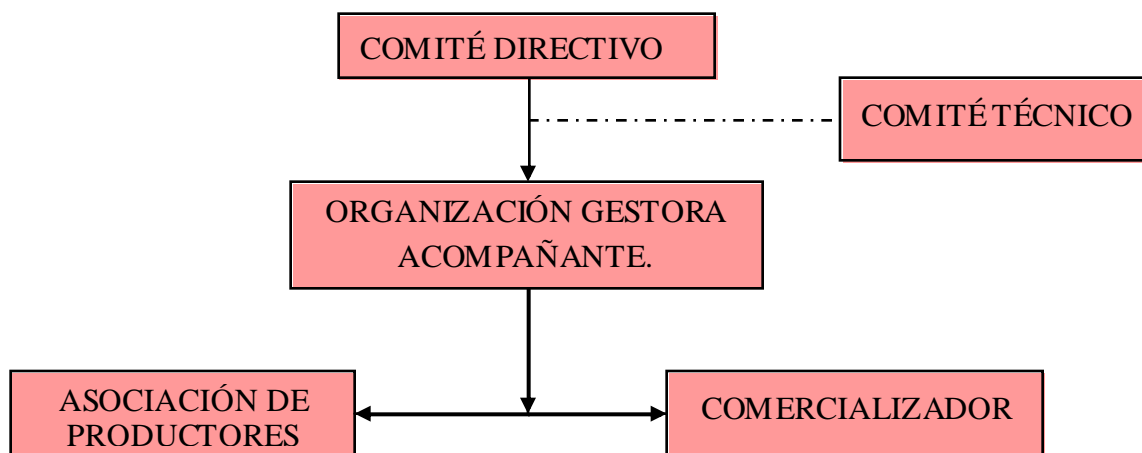 COMITÉ DIRECTIVO
COMITÉ TÉCNICO
ORGANIZACIÓN GESTORA
ACOMPAÑANTE.
ASOCIACIÓN DE
PRODUCTORES
COMERCIALIZADOR